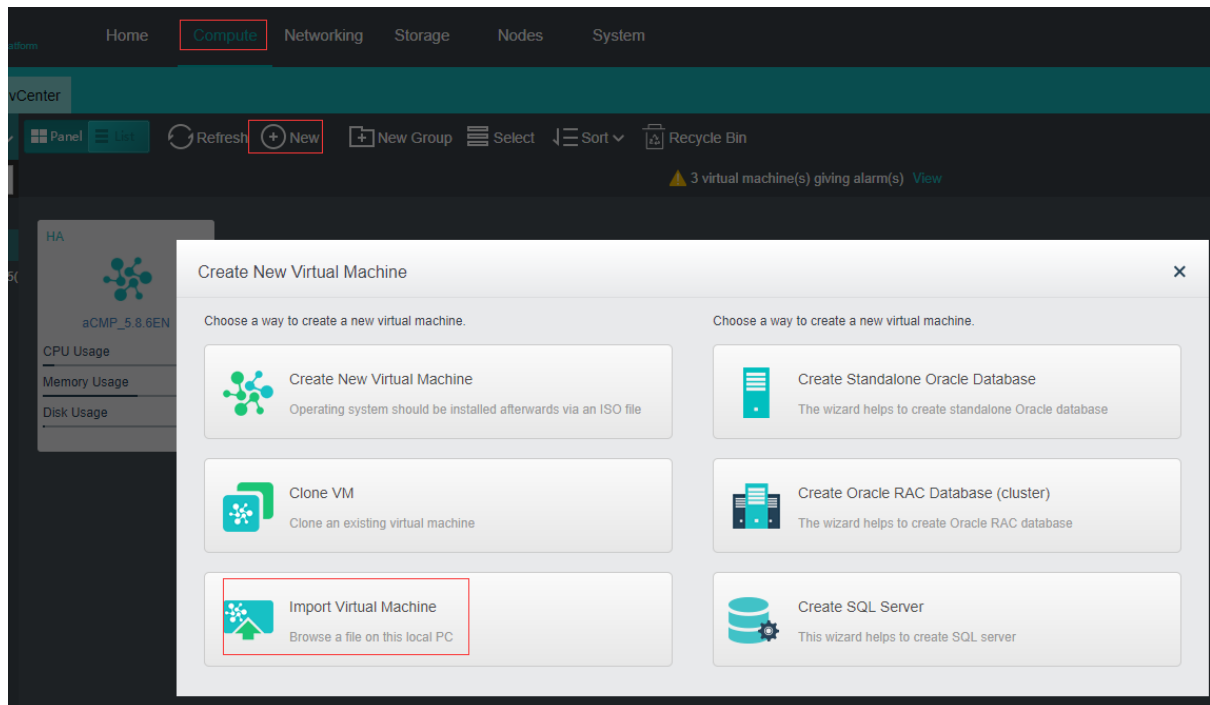 atform Home Compute Networking Storage Nodes System
vCenter
Panel List Refresh New New Group Select Sort Recycle Bin
3 virtual machine(s) giving alarm(s) View
HA
5(
aCMP_5.8.6EN
CPU Usage
Memory Usage
Disk Usage
Create New Virtual Machine
Choose a way to create a new virtual machine.
Create New Virtual Machine
Operating system should be installed afterwards via an ISO file
Clone VM
Clone an existing virtual machine
Import Virtual Machine
Browse a file on this local PC
Choose a way to create a new virtual machine.
Create Standalone Oracle Database
The wizard helps to create standalone Oracle database
Create Oracle RAC Database (cluster)
The wizard helps to create Oracle RAC database
Create SQL Server
This wizard helps to create SQL server